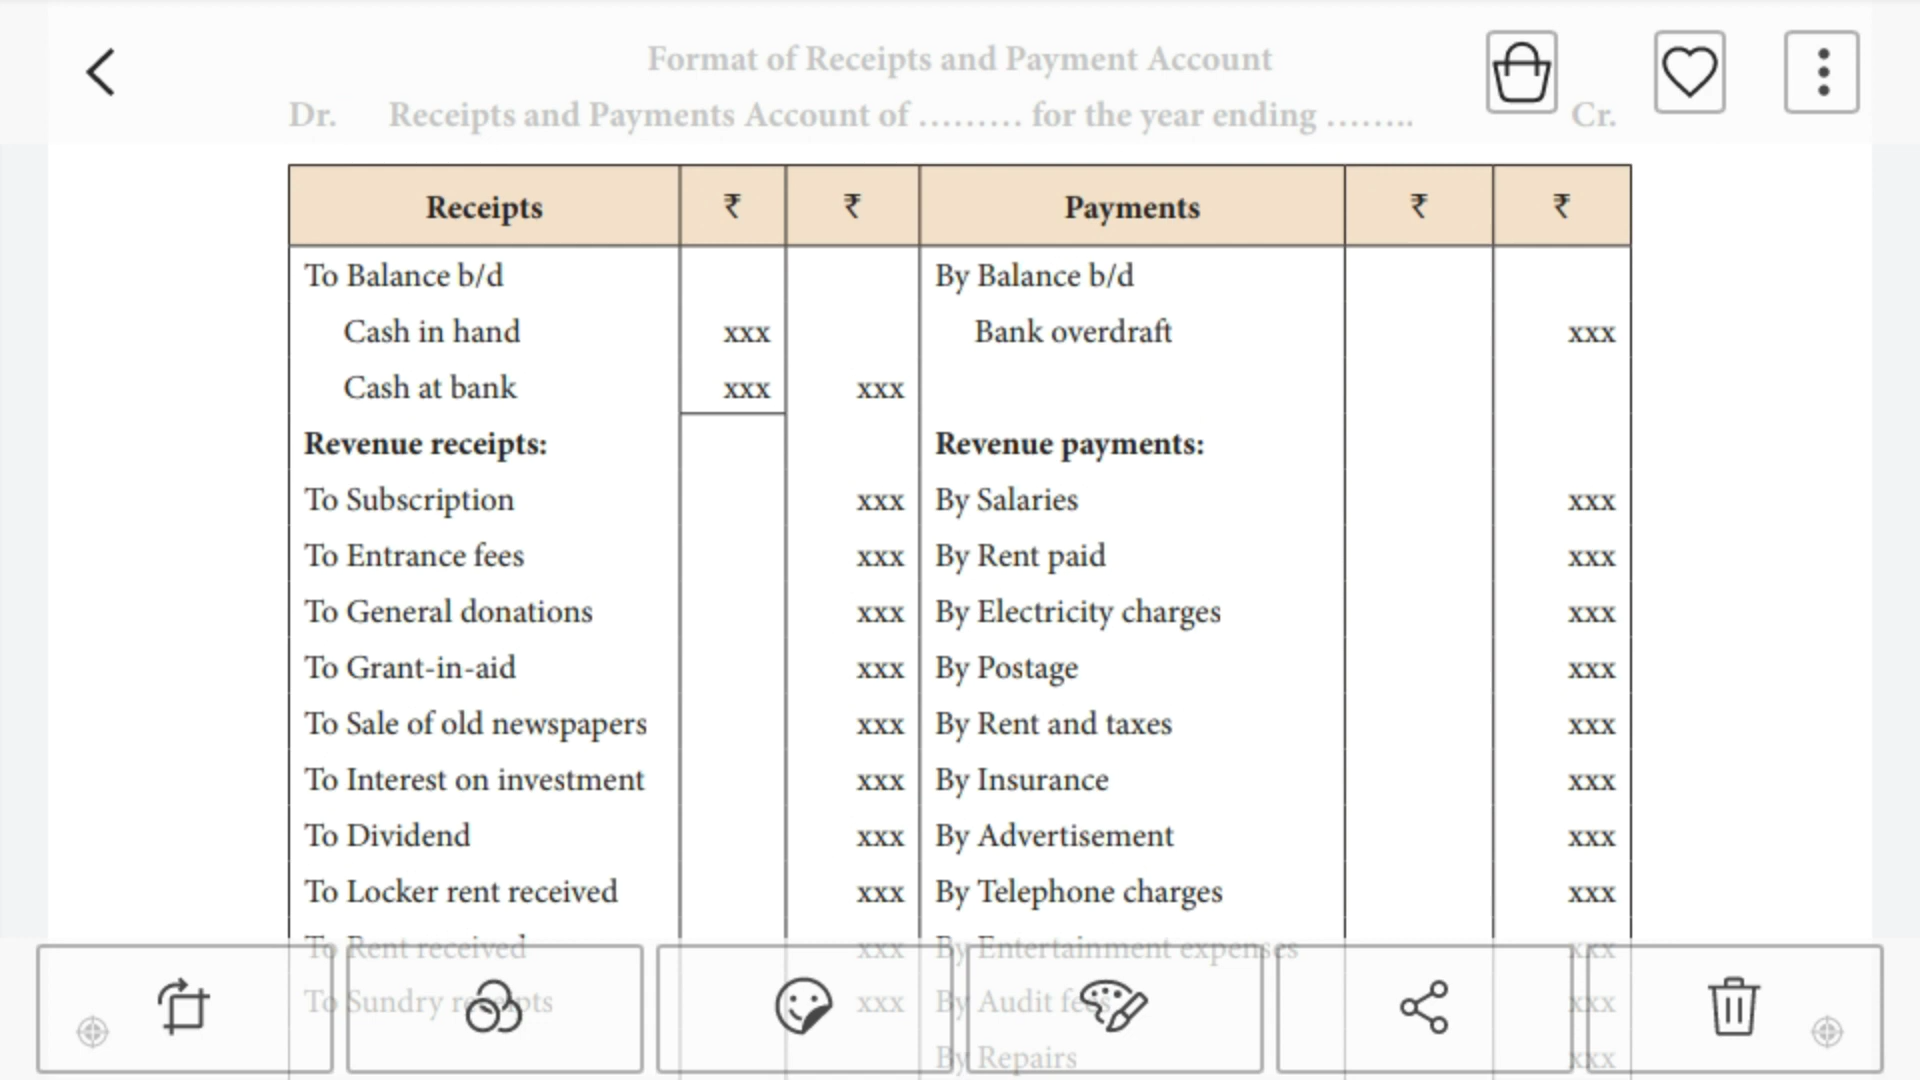 Format of Receipts and Payment Account
Dr. Receipts and Payments Account of ......... for the year ending ........ Cr.
Receipts ₹ ₹ Payments ₹ ₹
To Balance b/d By Balance b/d
Cash in hand xxx Bank overdraft xxx
Cash at bank xxx xxx
Revenue receipts: Revenue payments:
To Subscription xxx By Salaries xxx
To Entrance fees xxx By Rent paid xxx
To General donations xxx By Electricity charges xxx
To Grant-in-aid xxx By Postage xxx
To Sale of old newspapers xxx By Rent and taxes xxx
To Interest on investment xxx By Insurance xxx
To Dividend xxx By Advertisement xxx
To Locker rent received xxx By Telephone charges xxx
To Rent received xxx By Entertainment expenses xxx
To Sundry receipts xxx By Audit fees xxx
By Repairs xxx